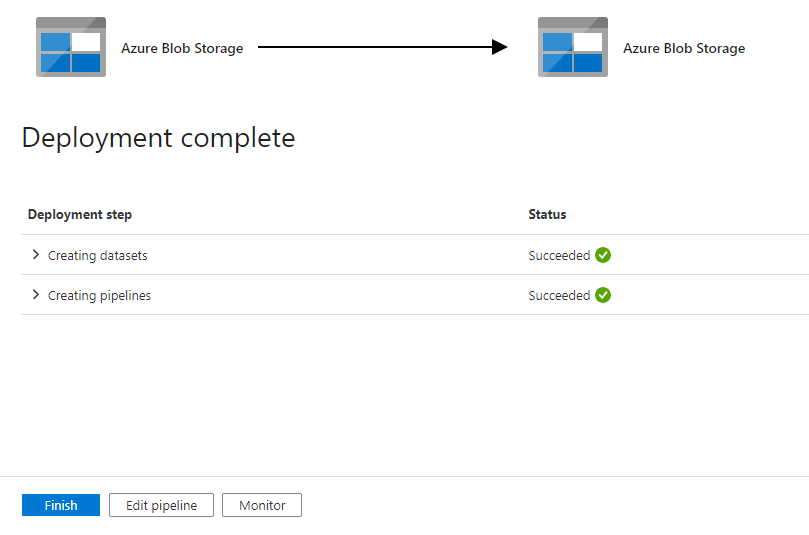 Azure Blob Storage Azure Blob Storage
Deployment complete
Deployment step Status
Creating datasets Succeeded
Creating pipelines Succeeded
Finish Edit pipeline Monitor